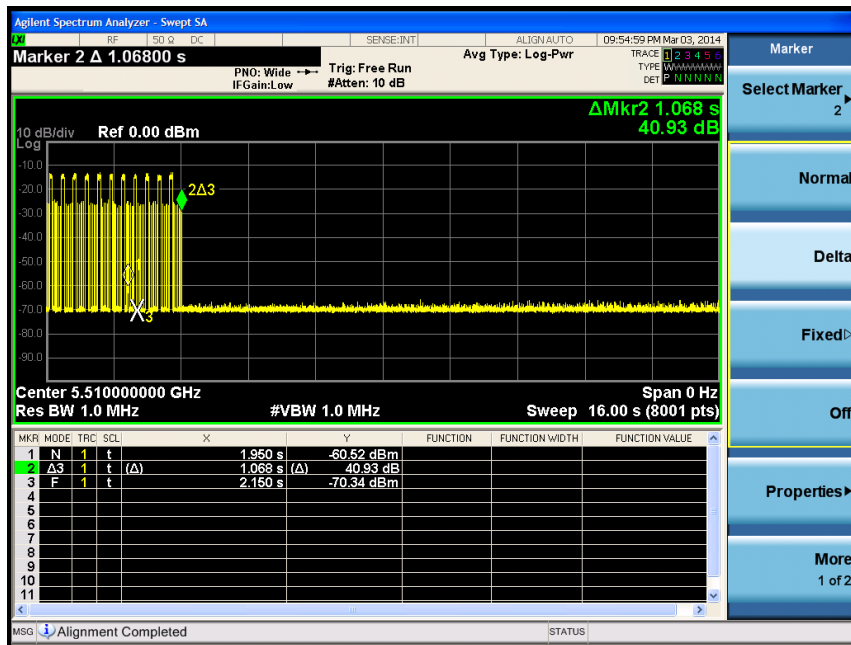 Agilent Spectrum Analyzer - Swept SA
LXI RF 50 Ω DC SENSE:INT ALIGN AUTO 09:54:59 PM Mar 03, 2014
Marker 2 Δ 1.06800 s
PNO: Wide
IFGain:Low
Trig: Free Run
#Atten: 10 dB
Avg Type: Log-Pwr
TRACE 1 2 3 4 5 6
TYPE WWWWWW
DET P N N N N N
ΔMkr2 1.068 s
40.93 dB
10 dB/div Ref 0.00 dBm
Log
-10.0
-20.0
-30.0
-40.0
-50.0
-60.0
-70.0
-80.0
-90.0
2Δ3
1
3
Center 5.510000000 GHz Span 0 Hz
Res BW 1.0 MHz #VBW 1.0 MHz Sweep 16.00 s (8001 pts)
MKR MODE TRC SCL X Y FUNCTION FUNCTION WIDTH FUNCTION VALUE
1 N 1 t 1.950 s -60.52 dBm
2 Δ3 1 t (Δ) 1.068 s (Δ) 40.93 dB
3 F 1 t 2.150 s -70.34 dBm
4
5
6
7
8
9
10
11
MSG Alignment Completed STATUS
Marker
Select Marker
2
Normal
Delta
Fixed
Off
Properties
More
1 of 2